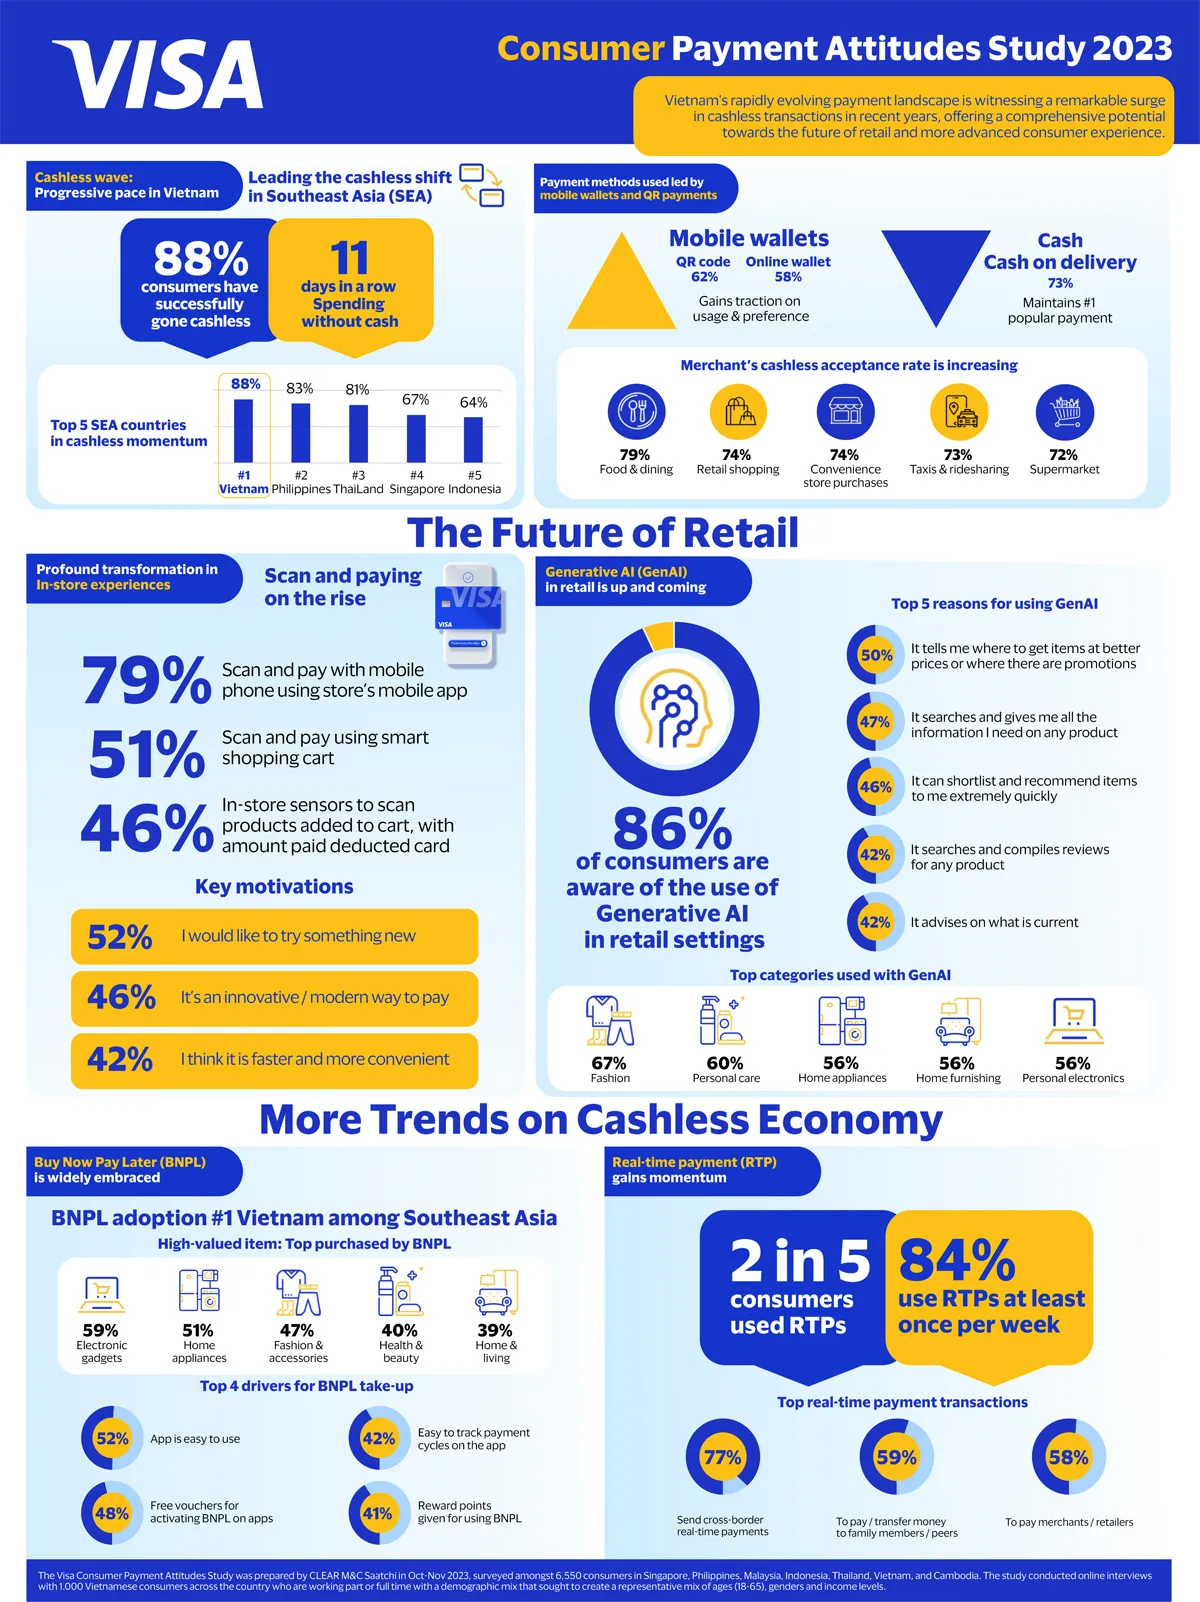 VISA
Consumer Payment Attitudes Study 2023
Vietnam's rapidly evolving payment landscape is witnessing a remarkable surge
in cashless transactions in recent years, offering a comprehensive potential
towards the future of retail and more advanced consumer experience.
Cashless wave:
Progressive pace in Vietnam
Leading the cashless shift
in Southeast Asia (SEA)
88%
consumers have
successfully
gone cashless
11
days in a row
Spending
without cash
Top 5 SEA countries
in cashless momentum
88% 83% 81% 67% 64%
#1 #2 #3 #4 #5
Vietnam Philippines ThaiLand Singapore Indonesia
Payment methods used led by
mobile wallets and QR payments
Mobile wallets
QR code Online wallet
62% 58%
Gains traction on
usage & preference
Cash
Cash on delivery
73%
Maintains #1
popular payment
Merchant's cashless acceptance rate is increasing
79%
Food & dining
74%
Retail shopping
74%
Convenience
store purchases
73%
Taxis & ridesharing
72%
Supermarket
The Future of Retail
Profound transformation in
In-store experiences
Scan and paying
on the rise
VISA
VISA
79%
Scan and pay with mobile
phone using store's mobile app
51%
Scan and pay using smart
shopping cart
46%
In-store sensors to scan
products added to cart, with
amount paid deducted card
Key motivations
52% I would like to try something new
46% It's an innovative / modern way to pay
42% I think it is faster and more convenient
Generative AI (GenAI)
in retail is up and coming
86%
of consumers are
aware of the use of
Generative AI
in retail settings
Top 5 reasons for using GenAI
50%
It tells me where to get items at better
prices or where there are promotions
47%
It searches and gives me all the
information I need on any product
46%
It can shortlist and recommend items
to me extremely quickly
42%
It searches and compiles reviews
for any product
42%
It advises on what is current
Top categories used with GenAI
67%
Fashion
60%
Personal care
56%
Home appliances
56%
Home furnishing
56%
Personal electronics
More Trends on Cashless Economy
Buy Now Pay Later (BNPL)
is widely embraced
BNPL adoption #1 Vietnam among Southeast Asia
High-valued item: Top purchased by BNPL
59%
Electronic
gadgets
51%
Home
appliances
47%
Fashion &
accessories
40%
Health &
beauty
39%
Home &
living
Top 4 drivers for BNPL take-up
52%
App is easy to use
42%
Easy to track payment
cycles on the app
48%
Free vouchers for
activating BNPL on apps
41%
Reward points
given for using BNPL
Real-time payment (RTP)
gains momentum
2 in 5
consumers
used RTPs
84%
use RTPs at least
once per week
Top real-time payment transactions
77%
Send cross-border
real-time payments
59%
To pay / transfer money
to family members / peers
58%
To pay merchants / retailers
The Visa Consumer Payment Attitudes Study was prepared by CLEAR M&C Saatchi in Oct-Nov 2023, surveyed amongst 6,550 consumers in Singapore, Philippines, Malaysia, Indonesia, Thailand, Vietnam, and Cambodia. The study conducted online interviews
with 1.000 Vietnamese consumers across the country who are working part or full time with a demographic mix that sought to create a representative mix of ages (18-65), genders and income levels.